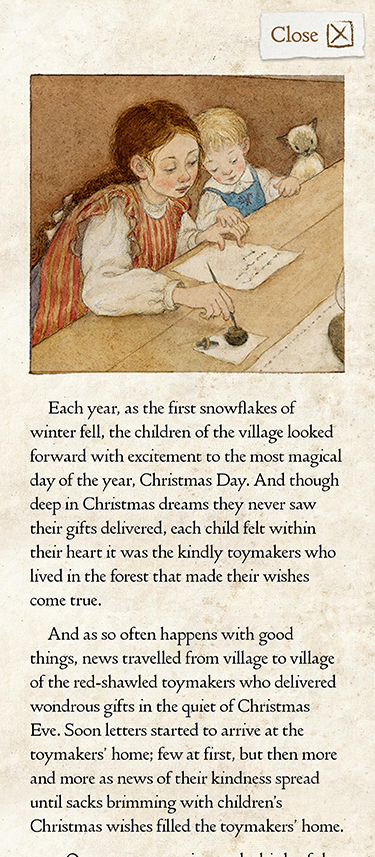 Close
Each year, as the first snowflakes of
winter fell, the children of the village looked
forward with excitement to the most magical
day of the year, Christmas Day. And though
deep in Christmas dreams they never saw
their gifts delivered, each child felt within
their heart it was the kindly toymakers who
lived in the forest that made their wishes
come true.
And as so often happens with good
things, news travelled from village to village
of the red-shawled toymakers who delivered
wondrous gifts in the quiet of Christmas
Eve. Soon letters started to arrive at the
toymakers' home; few at first, but then more
and more as news of their kindness spread
until sacks brimming with children's
Christmas wishes filled the toymakers' home.